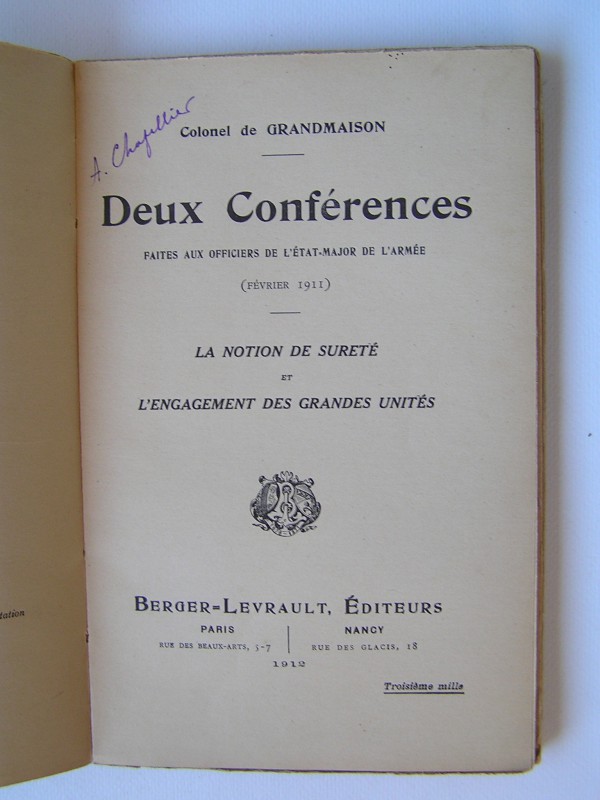 A. Chapellier
Colonel de GRANDMAISON
Deux Conférences
FAITES AUX OFFICIERS DE L'ÉTAT-MAJOR DE L'ARMÉE
(FÉVRIER 1911)
LA NOTION DE SURETÉ
ET
L'ENGAGEMENT DES GRANDES UNITÉS
BERGER=LEVRAULT, ÉDITEURS
PARIS
RUE DES BEAUX-ARTS, 5-7
NANCY
RUE DES GLACIS, 18
1912
Troisième mille
tation